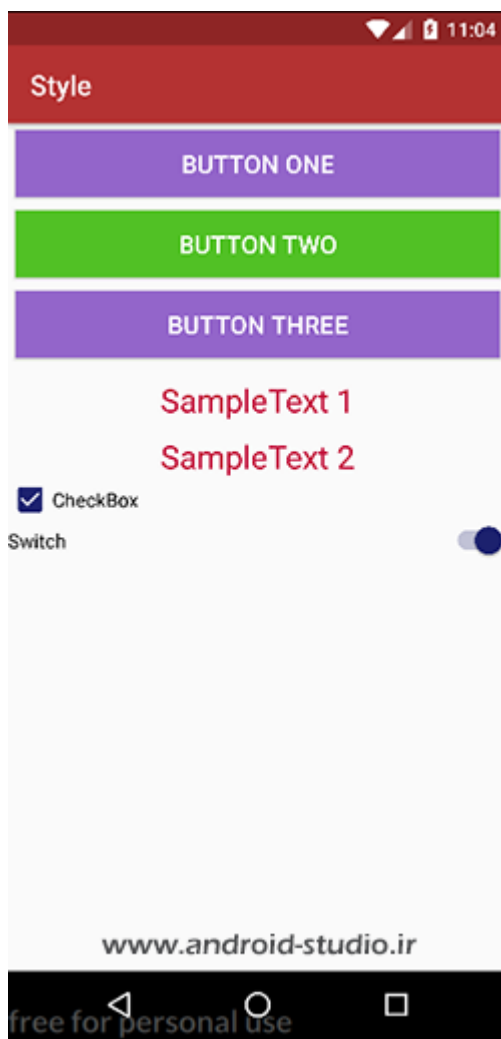 11:04
Style
BUTTON ONE
BUTTON TWO
BUTTON THREE
SampleText 1
SampleText 2
CheckBox
Switch
www.android-studio.ir
free for personal use